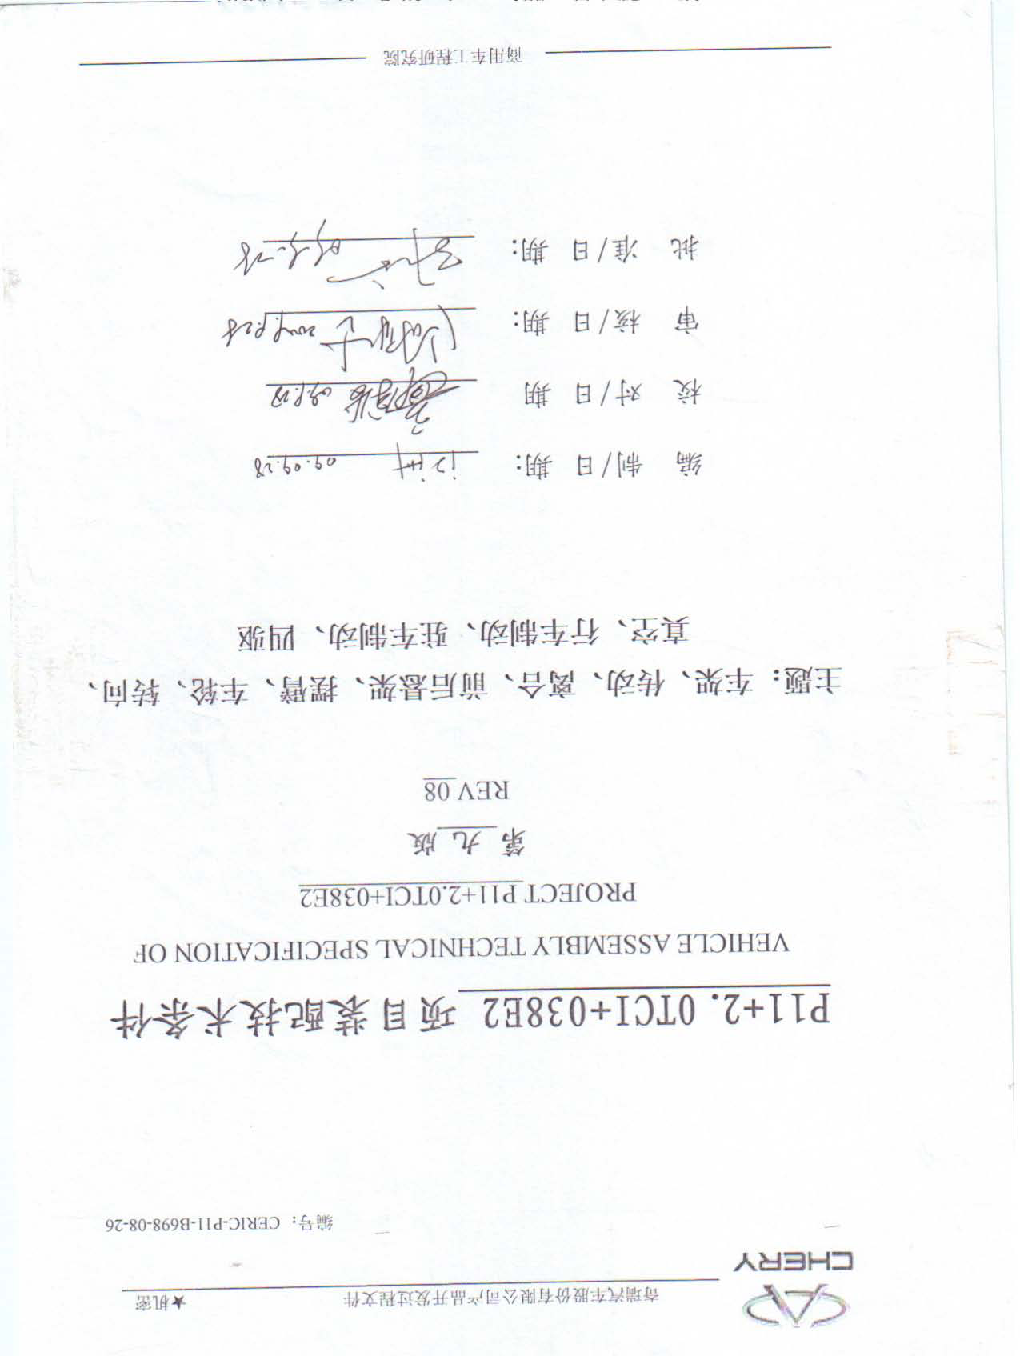 奇瑞汽车股份有限公司产品开发过程文件 ★机密
CHERY
编号：CERIC-P11-B698-08-26
P11+2.0TCI+038E2 项目装配技术条件
VEHICLE ASSEMBLY TECHNICAL SPECIFICATION OF
PROJECT P11+2.0TCI+038E2
第 九 版
REV 08
主题：车架、传动、离合、前后悬架、摆臂、车轮、转向、
真空、行车制动、驻车制动、四驱
编 制/日 期： 09.09.28
校 对/日 期
审 核/日 期：
批 准/日 期：
商用车工程研究院